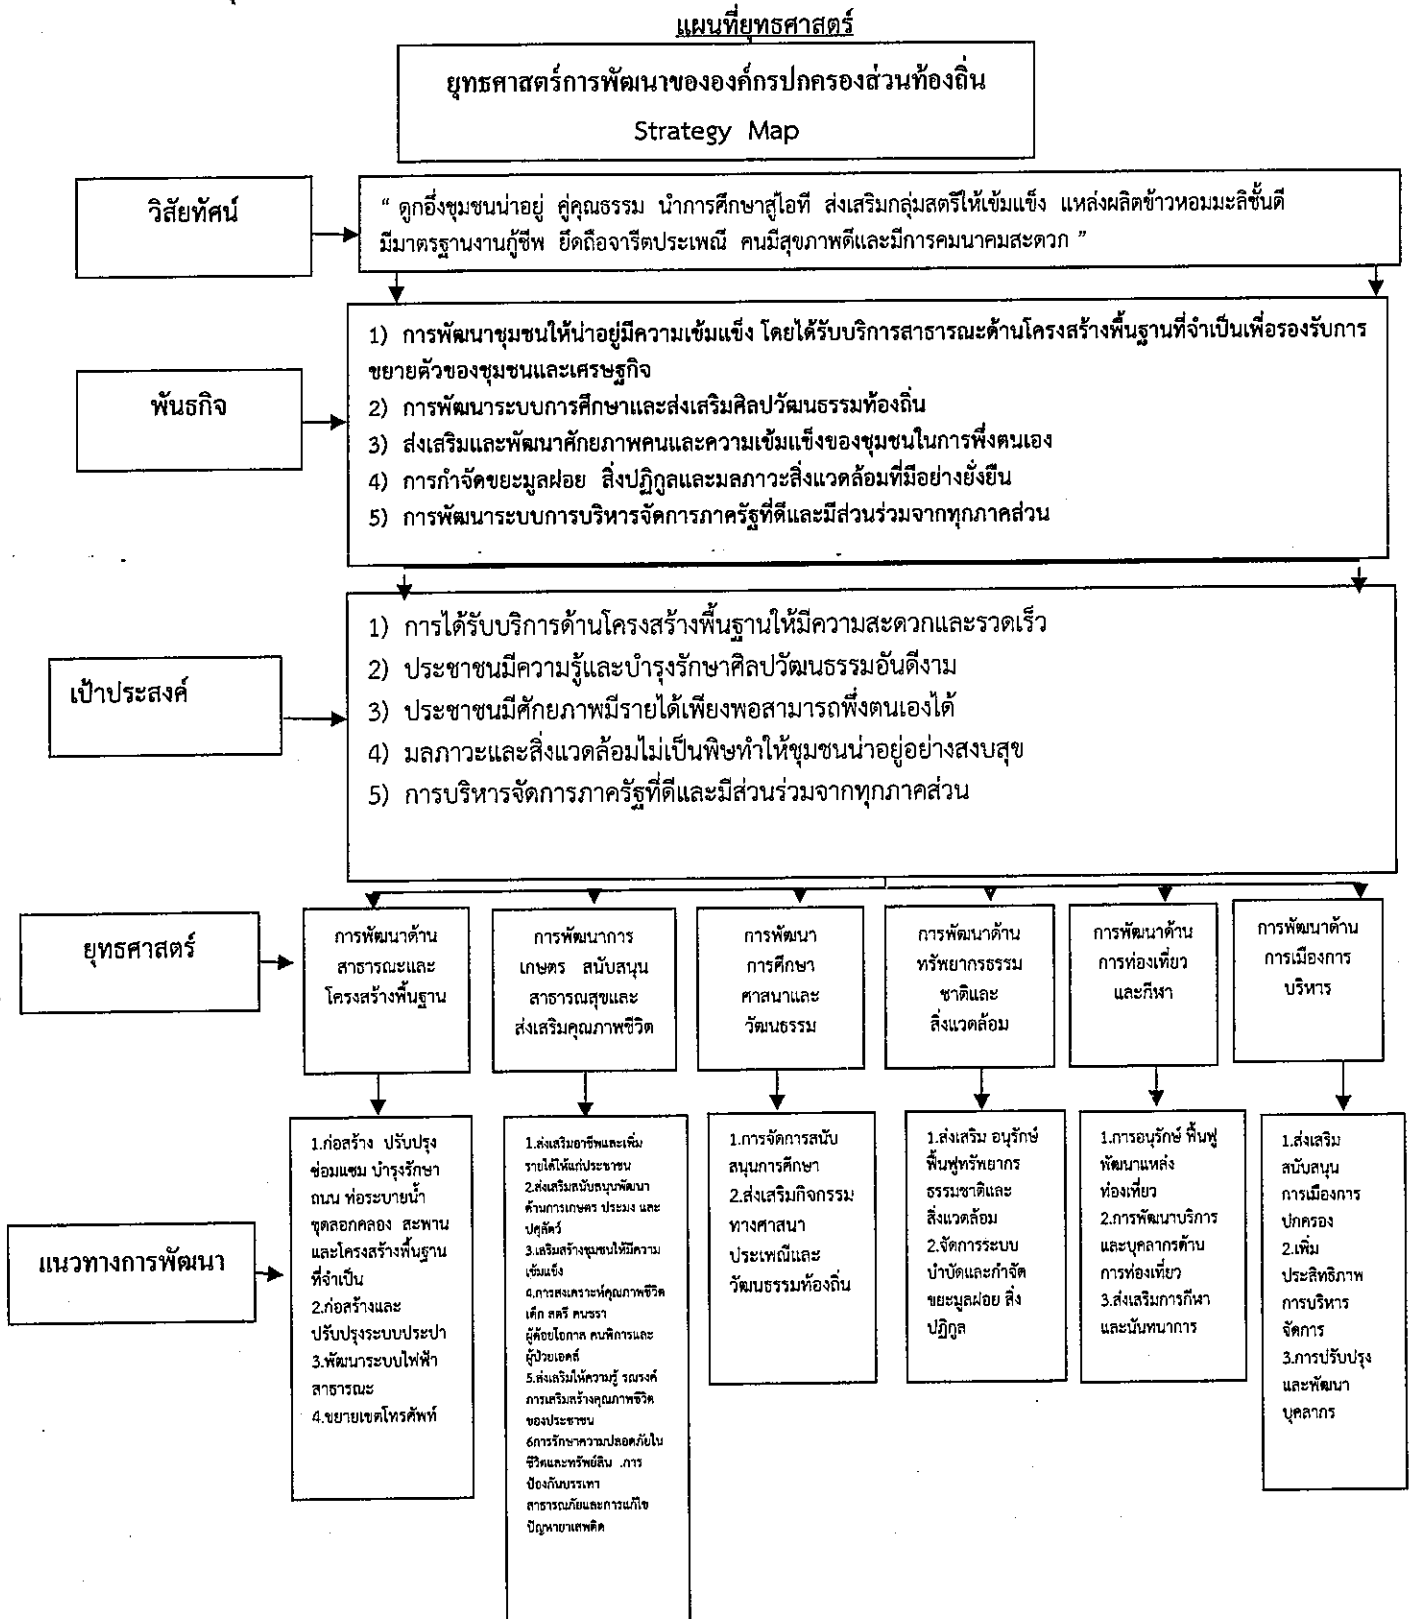 แผนที่ยุทธศาสตร์
ยุทธศาสตร์การพัฒนาขององค์กรปกครองส่วนท้องถิ่น
Strategy Map
วิสัยทัศน์
“ ดูกอึ่งชุมชนน่าอยู่ คู่คุณธรรม นำการศึกษาสู่ไอที ส่งเสริมกลุ่มสตรีให้เข้มแข็ง แหล่งผลิตข้าวหอมมะลิชั้นดี
มีมาตรฐานงานกู้ชีพ ยึดถือจารีตประเพณี คนมีสุขภาพดีและมีการคมนาคมสะดวก ”
พันธกิจ
1) การพัฒนาชุมชนให้น่าอยู่มีความเข้มแข็ง โดยได้รับบริการสาธารณะด้านโครงสร้างพื้นฐานที่จำเป็นเพื่อรองรับการ
ขยายตัวของชุมชนและเศรษฐกิจ
2) การพัฒนาระบบการศึกษาและส่งเสริมศิลปวัฒนธรรมท้องถิ่น
3) ส่งเสริมและพัฒนาศักยภาพคนและความเข้มแข็งของชุมชนในการพึ่งตนเอง
4) การกำจัดขยะมูลฝอย สิ่งปฏิกูลและมลภาวะสิ่งแวดล้อมที่มีอย่างยั่งยืน
5) การพัฒนาระบบการบริหารจัดการภาครัฐที่ดีและมีส่วนร่วมจากทุกภาคส่วน
เป้าประสงค์
1) การได้รับบริการด้านโครงสร้างพื้นฐานให้มีความสะดวกและรวดเร็ว
2) ประชาชนมีความรู้และบำรุงรักษาศิลปวัฒนธรรมอันดีงาม
3) ประชาชนมีศักยภาพมีรายได้เพียงพอสามารถพึ่งตนเองได้
4) มลภาวะและสิ่งแวดล้อมไม่เป็นพิษทำให้ชุมชนน่าอยู่อย่างสงบสุข
5) การบริหารจัดการภาครัฐที่ดีและมีส่วนร่วมจากทุกภาคส่วน
ยุทธศาสตร์
การพัฒนาด้าน
สาธารณะและ
โครงสร้างพื้นฐาน
การพัฒนาการ
เกษตร สนับสนุน
สาธารณสุขและ
ส่งเสริมคุณภาพชีวิต
การพัฒนา
การศึกษา
ศาสนาและ
วัฒนธรรม
การพัฒนาด้าน
ทรัพยากรธรรม
ชาติและ
สิ่งแวดล้อม
การพัฒนาด้าน
การท่องเที่ยว
และกีฬา
การพัฒนาด้าน
การเมืองการ
บริหาร
แนวทางการพัฒนา
1.ก่อสร้าง ปรับปรุง
ซ่อมแซม บำรุงรักษา
ถนน ท่อระบายน้ำ
ขุดลอกคลอง สะพาน
และโครงสร้างพื้นฐาน
ที่จำเป็น
2.ก่อสร้างและ
ปรับปรุงระบบประปา
3.พัฒนาระบบไฟฟ้า
สาธารณะ
4.ขยายเขตโทรศัพท์
1.ส่งเสริมอาชีพและเพิ่ม
รายได้ให้แก่ประชาชน
2.ส่งเสริมสนับสนุนพัฒนา
ด้านการเกษตร ประมง และ
ปศุสัตว์
3.เสริมสร้างชุมชนให้มีความ
เข้มแข็ง
4.การสงเคราะห์คุณภาพชีวิต
เด็ก สตรี คนชรา
ผู้ด้อยโอกาส คนพิการและ
ผู้ป่วยเอดส์
5.ส่งเสริมให้ความรู้ รณรงค์
การเสริมสร้างคุณภาพชีวิต
ของประชาชน
6การรักษาความปลอดภัยใน
ชีวิตและทรัพย์สิน .การ
ป้องกันบรรเทา
สาธารณภัยและการแก้ไข
ปัญหายาเสพติด
1.การจัดการสนับ
สนุนการศึกษา
2.ส่งเสริมกิจกรรม
ทางศาสนา
ประเพณีและ
วัฒนธรรมท้องถิ่น
1.ส่งเสริม อนุรักษ์
ฟื้นฟูทรัพยากร
ธรรมชาติและ
สิ่งแวดล้อม
2.จัดการระบบ
บำบัดและกำจัด
ขยะมูลฝอย สิ่ง
ปฏิกูล
1.การอนุรักษ์ ฟื้นฟู
พัฒนาแหล่ง
ท่องเที่ยว
2.การพัฒนาบริการ
และบุคลากรด้าน
การท่องเที่ยว
3.ส่งเสริมการกีฬา
และนันทนาการ
1.ส่งเสริม
สนับสนุน
การเมืองการ
ปกครอง
2.เพิ่ม
ประสิทธิภาพ
การบริหาร
จัดการ
3.การปรับปรุง
และพัฒนา
บุคลากร